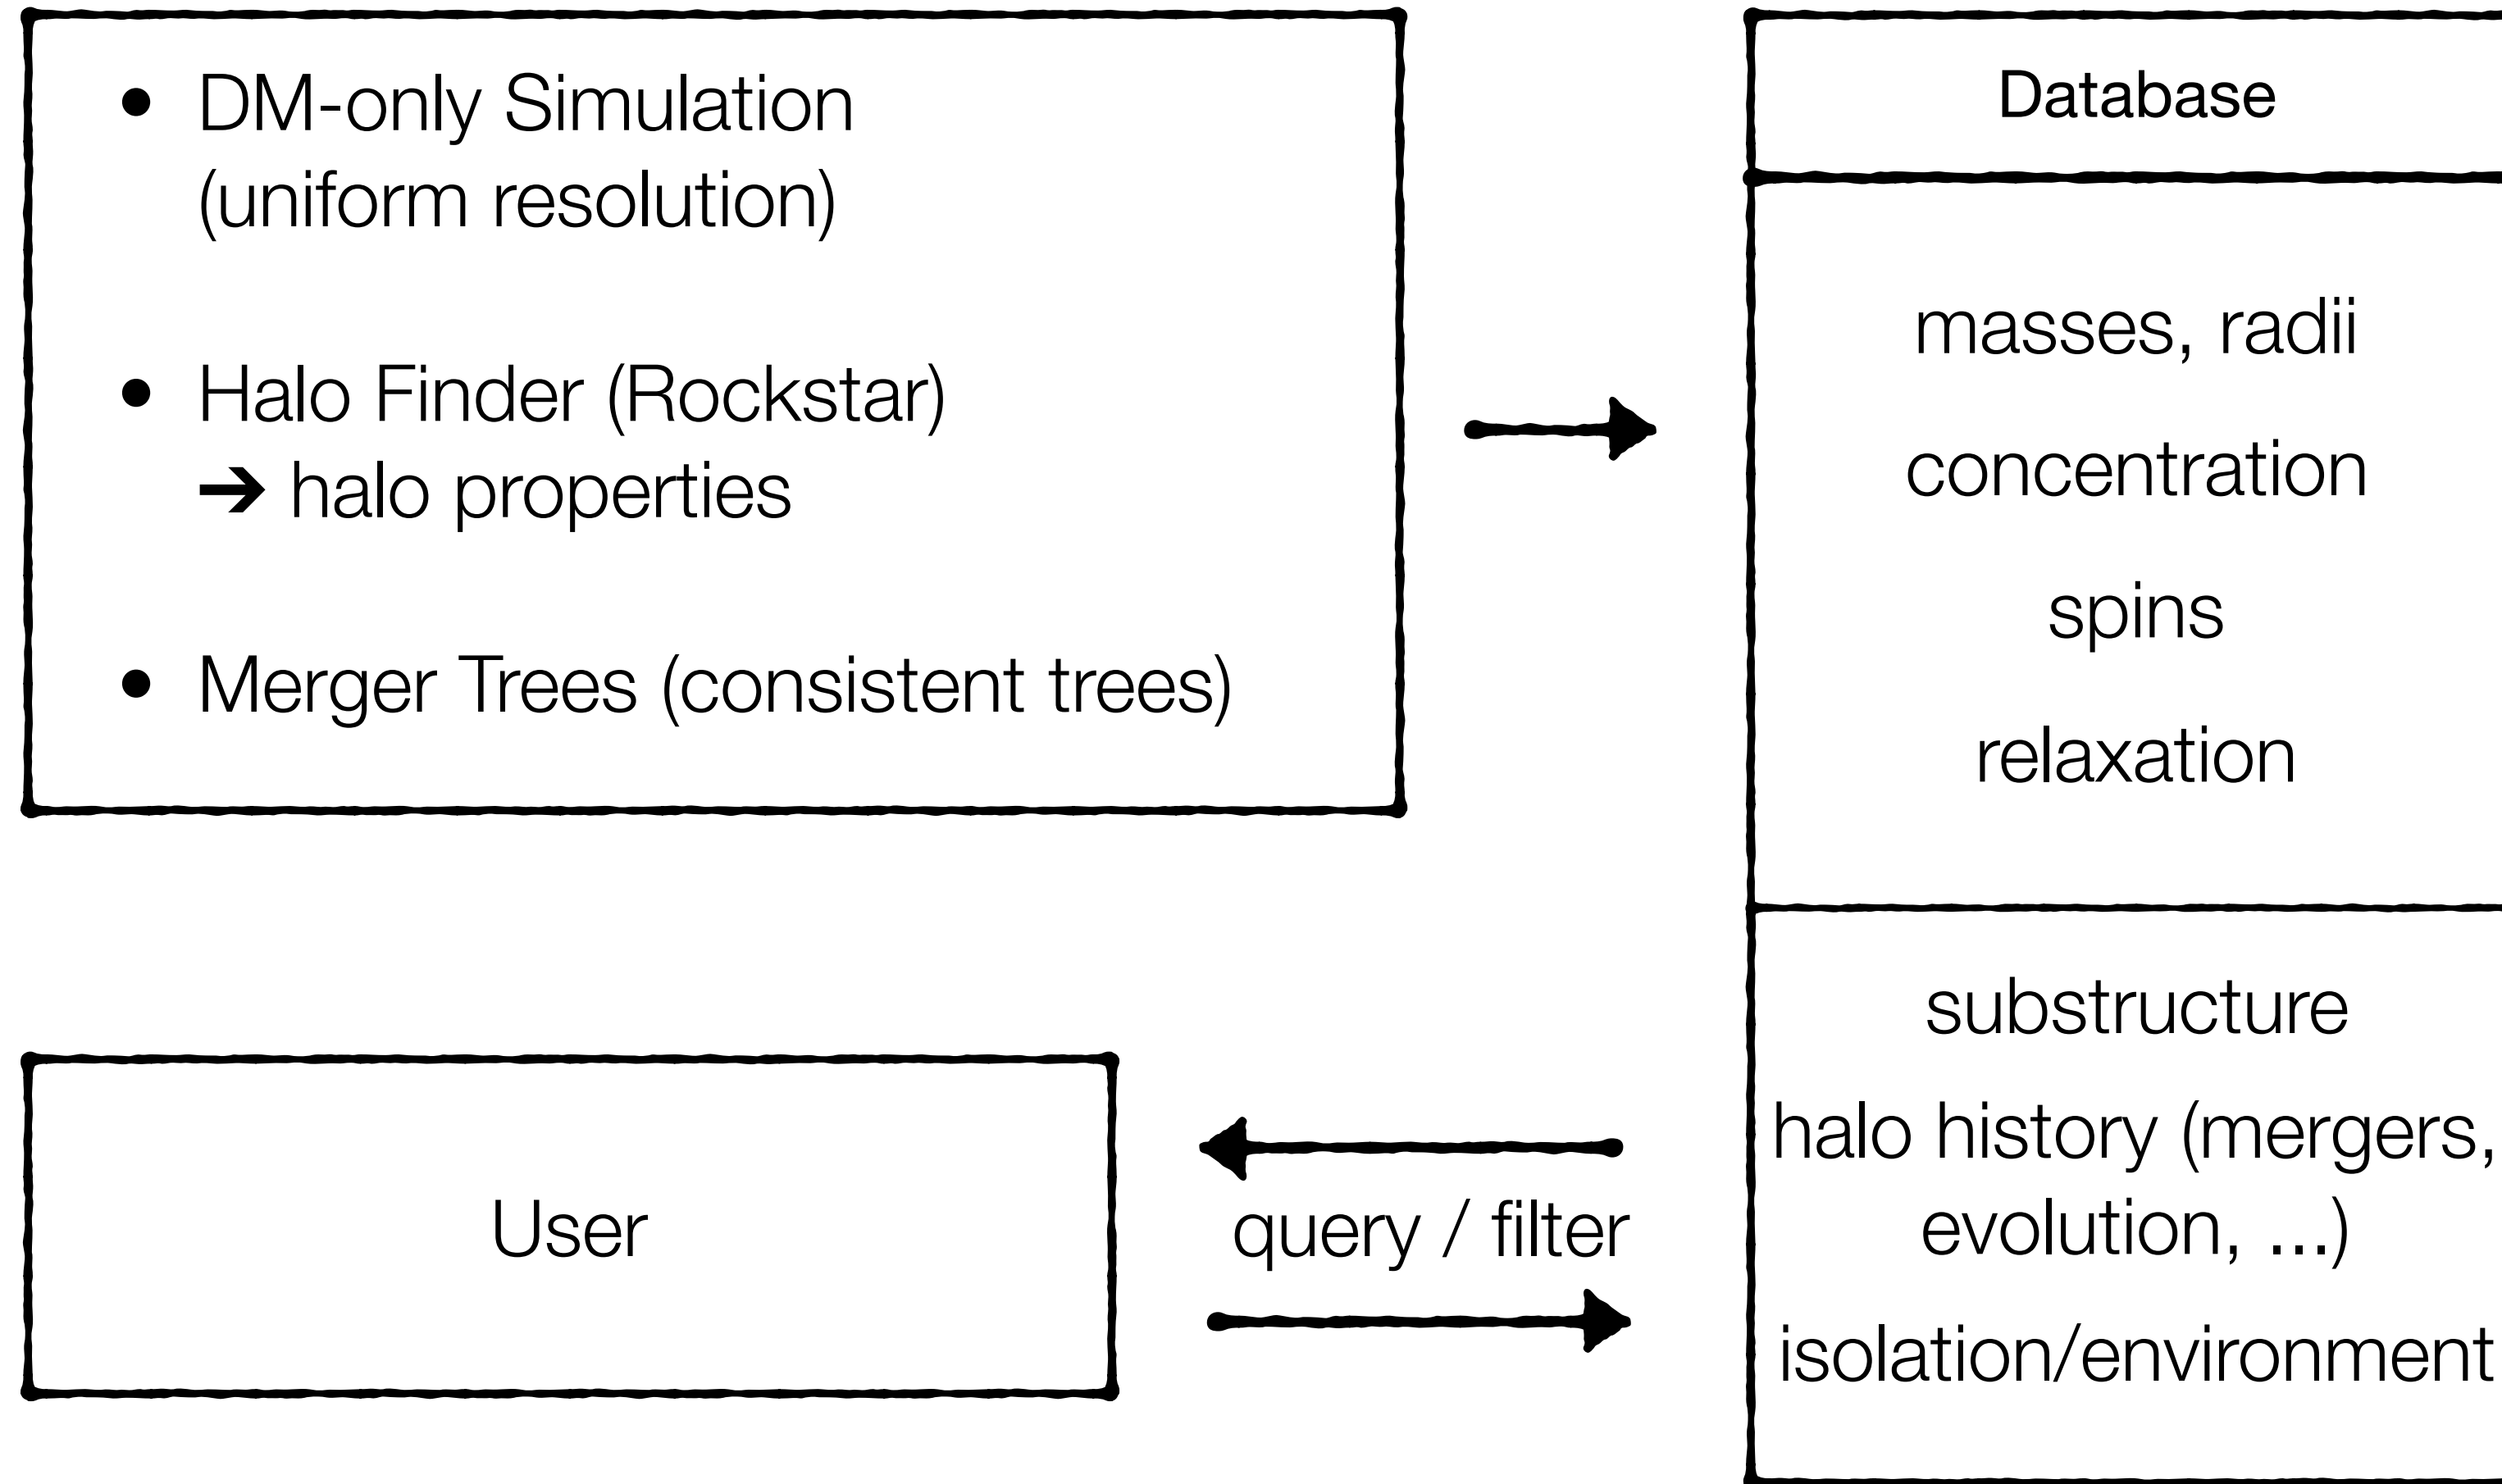 • DM-only Simulation
(uniform resolution)
• Halo Finder (Rockstar)
➔ halo properties
• Merger Trees (consistent trees)
Database
masses, radii
concentration
spins
relaxation
substructure
halo history (mergers,
evolution, ...)
isolation/environment
User
query / filter